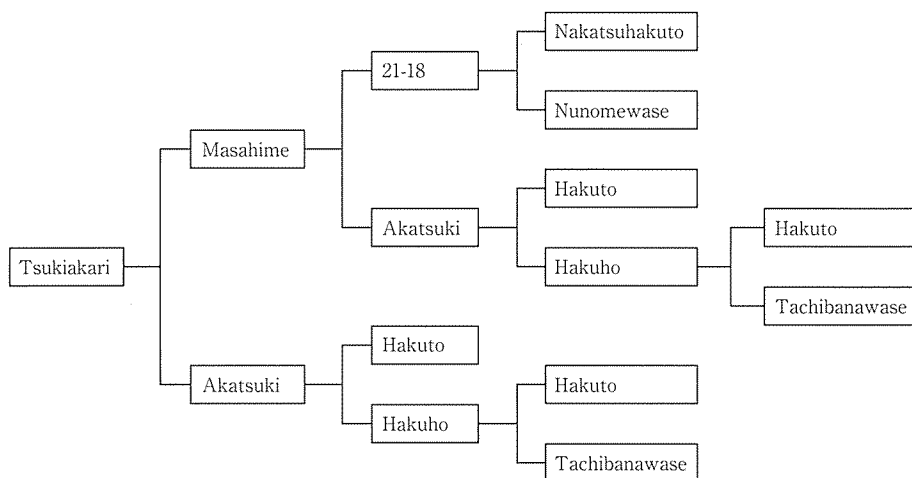 Nakatsuhakuto
21-18
Nunomewase
Masahime
Hakuto
Akatsuki
Hakuto
Tsukiakari
Hakuho
Tachibanawase
Hakuto
Akatsuki
Hakuto
Hakuho
Tachibanawase